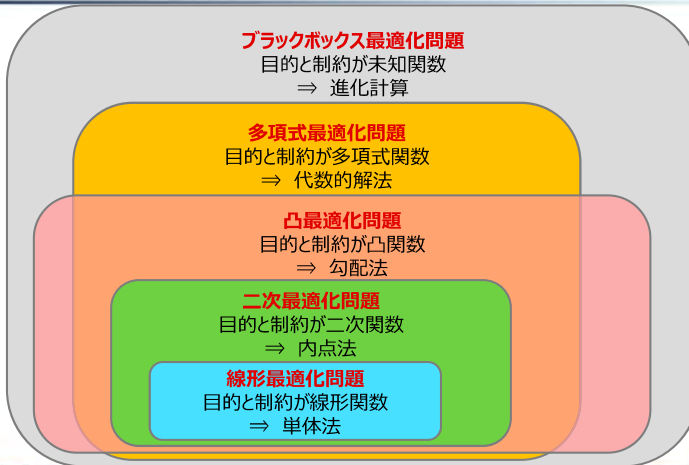 ブラックボックス最適化問題
目的と制約が未知関数
⇒ 進化計算
多項式最適化問題
目的と制約が多項式関数
⇒ 代数的解法
凸最適化問題
目的と制約が凸関数
⇒ 勾配法
二次最適化問題
目的と制約が二次関数
⇒ 内点法
線形最適化問題
目的と制約が線形関数
⇒ 単体法